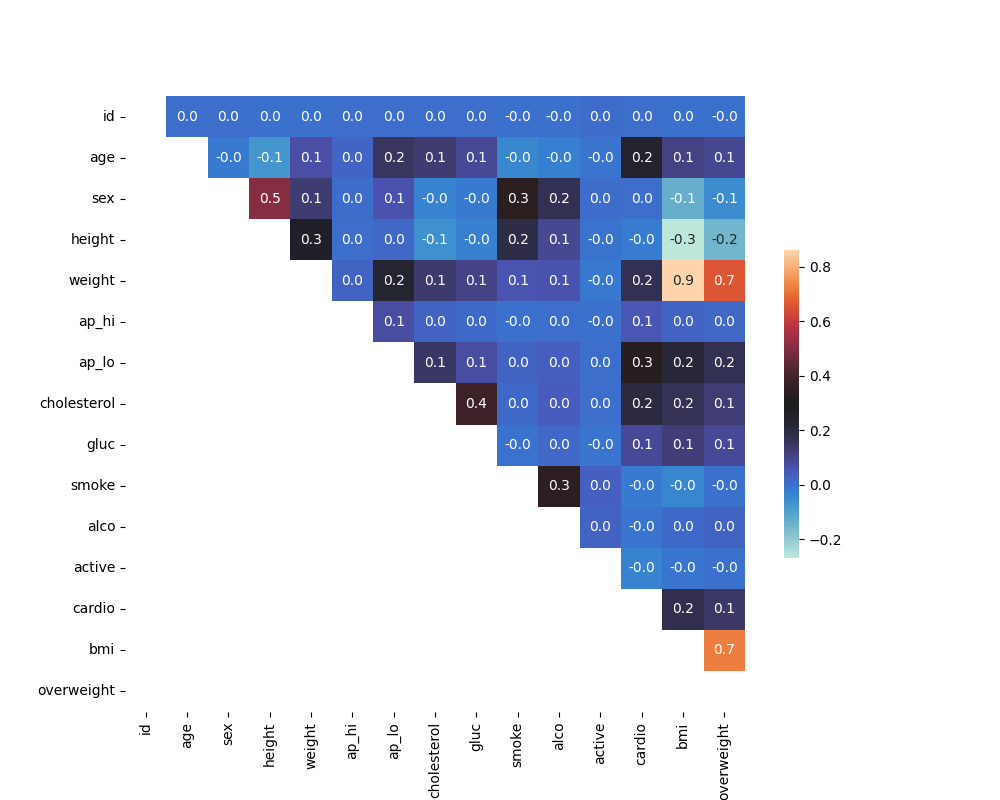 id 0.0 0.0 0.0 0.0 0.0 0.0 0.0 0.0 -0.0 -0.0 0.0 0.0 0.0 -0.0
age -0.0 -0.1 0.1 0.0 0.2 0.1 0.1 -0.0 -0.0 -0.0 0.2 0.1 0.1
sex 0.5 0.1 0.0 0.1 -0.0 -0.0 0.3 0.2 0.0 0.0 -0.1 -0.1
height 0.3 0.0 0.0 -0.1 -0.0 0.2 0.1 -0.0 -0.0 -0.3 -0.2
weight 0.0 0.2 0.1 0.1 0.1 0.1 -0.0 0.2 0.9 0.7
ap_hi 0.1 0.0 0.0 -0.0 0.0 -0.0 0.1 0.0 0.0
ap_lo 0.1 0.1 0.0 0.0 0.0 0.3 0.2 0.2
cholesterol 0.4 0.0 0.0 0.0 0.2 0.2 0.1
gluc -0.0 0.0 -0.0 0.1 0.1 0.1
smoke 0.3 0.0 -0.0 -0.0 -0.0
alco 0.0 -0.0 0.0 0.0
active -0.0 -0.0 -0.0
cardio 0.2 0.1
bmi 0.7
overweight
id age sex height weight ap_hi ap_lo cholesterol gluc smoke alco active cardio bmi overweight
0.8
0.6
0.4
0.2
0.0
−0.2